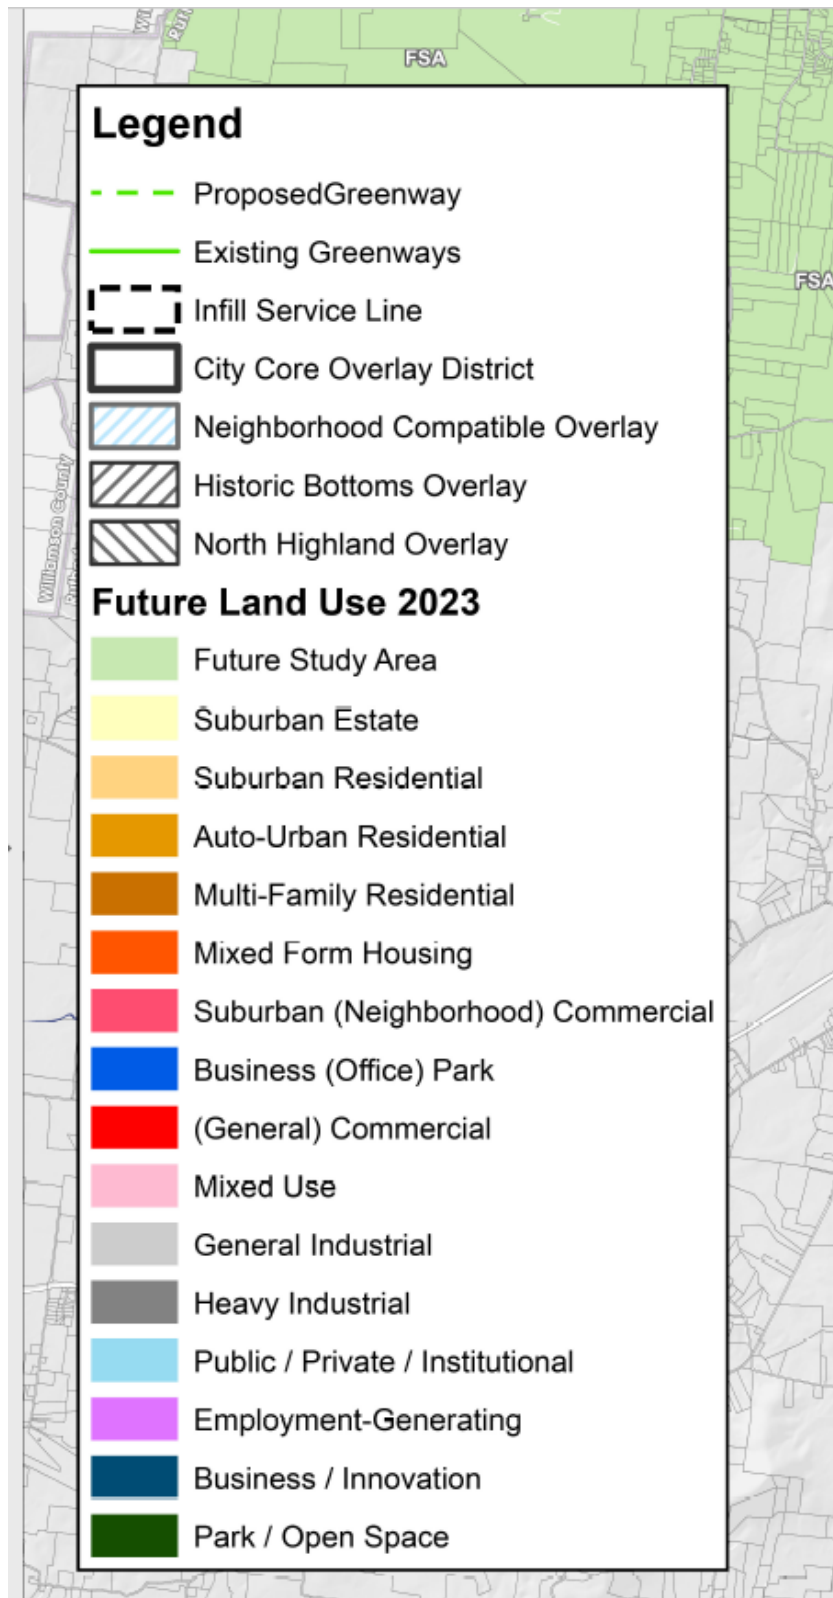 FSA
FSA
Williamson County
Legend
ProposedGreenway
Existing Greenways
Infill Service Line
City Core Overlay District
Neighborhood Compatible Overlay
Historic Bottoms Overlay
North Highland Overlay
Future Land Use 2023
Future Study Area
Suburban Estate
Suburban Residential
Auto-Urban Residential
Multi-Family Residential
Mixed Form Housing
Suburban (Neighborhood) Commercial
Business (Office) Park
(General) Commercial
Mixed Use
General Industrial
Heavy Industrial
Public / Private / Institutional
Employment-Generating
Business / Innovation
Park / Open Space